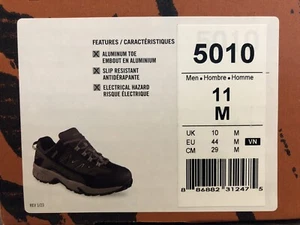 FEATURES / CARACTÉRISTIQUES
ALUMINUM TOE
EMBOUT EN ALUMINIUM
SLIP RESISTANT
ANTIDÉRAPANTE
ELECTRICAL HAZARD
RISQUE ÉLECTRIQUE
5010
Men • Hombre • Homme
11
M
UK 10 M
EU 44 M VN
CM 29 M
8 86882 31247 5